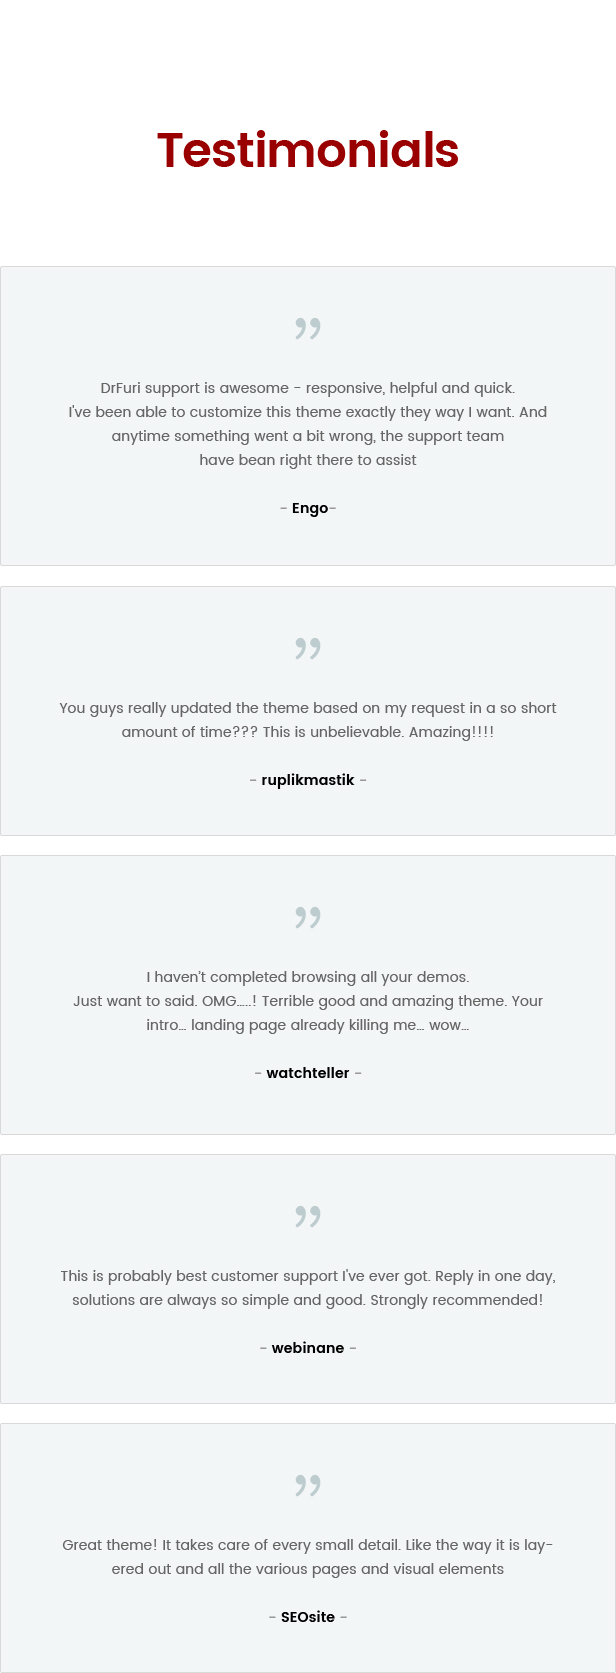 Testimonials
”
DrFuri support is awesome - responsive, helpful and quick.
I've been able to customize this theme exactly they way I want. And
anytime something went a bit wrong, the support team
have bean right there to assist
- Engo-
”
You guys really updated the theme based on my request in a so short
amount of time??? This is unbelievable. Amazing!!!!
- ruplikmastik -
”
I haven't completed browsing all your demos.
Just want to said. OMG.....! Terrible good and amazing theme. Your
intro... landing page already killing me... wow...
- watchteller -
”
This is probably best customer support I've ever got. Reply in one day,
solutions are always so simple and good. Strongly recommended!
- webinane -
”
Great theme! It takes care of every small detail. Like the way it is lay-
ered out and all the various pages and visual elements
- SEOsite -